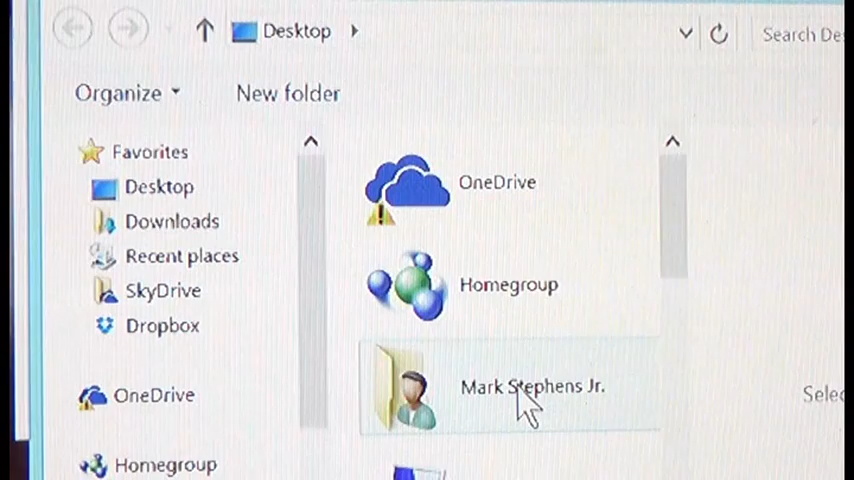 Desktop
Search De
Organize
New folder
Favorites
Desktop
Downloads
Recent places
SkyDrive
Dropbox
OneDrive
Homegroup
OneDrive
Homegroup
Mark Stephens Jr.
Selec